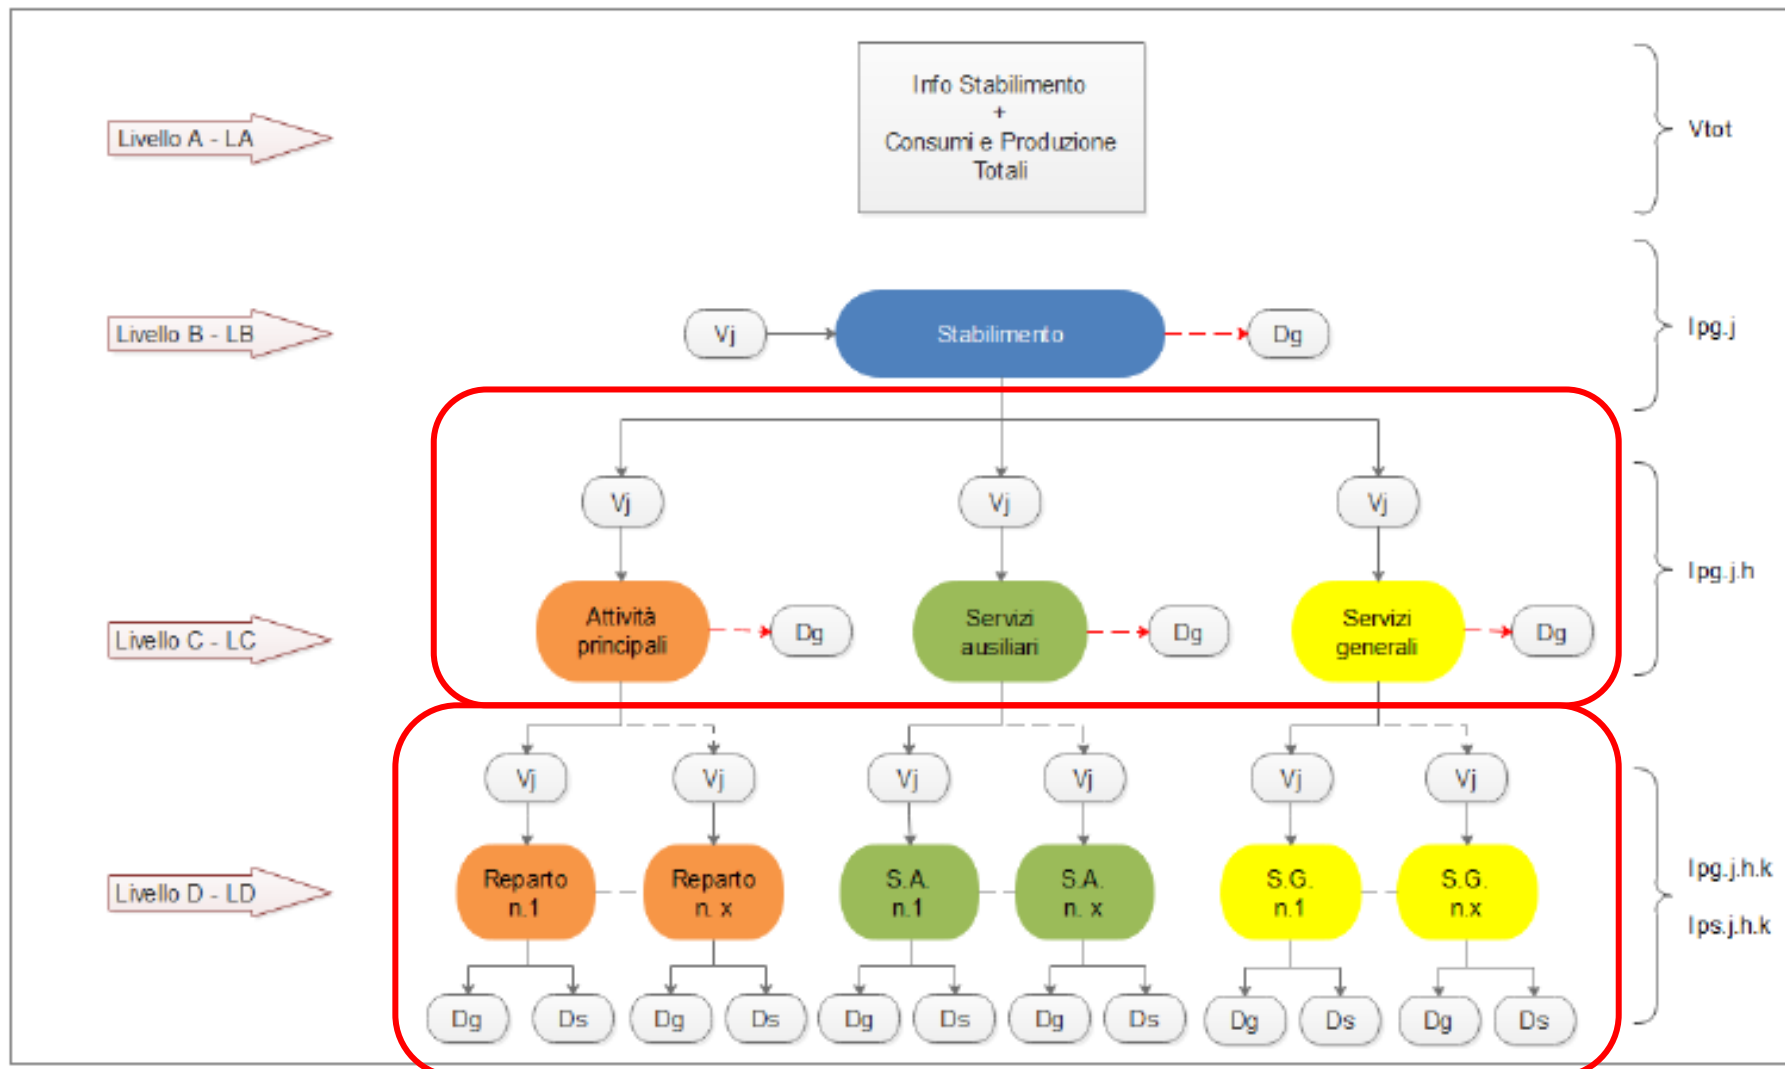 Info Stabilimento
+
Consumi e Produzione
Totali
Livello A - LA
Vtot
Livello B - LB
Vj
Stabilimento
Dg
Ipg.j
Vj
Vj
Vj
Ipg.j.h
Livello C - LC
Attività
principali
Dg
Servizi
ausiliari
Dg
Servizi
generali
Dg
Vj
Vj
Vj
Vj
Vj
Vj
Livello D - LD
Reparto
n.1
Reparto
n. x
S.A.
n.1
S.A.
n. x
S.G.
n.1
S.G.
n.x
Ipg.j.h.k
Ips.j.h.k
Dg
Ds
Dg
Ds
Dg
Ds
Dg
Ds
Dg
Ds
Dg
Ds